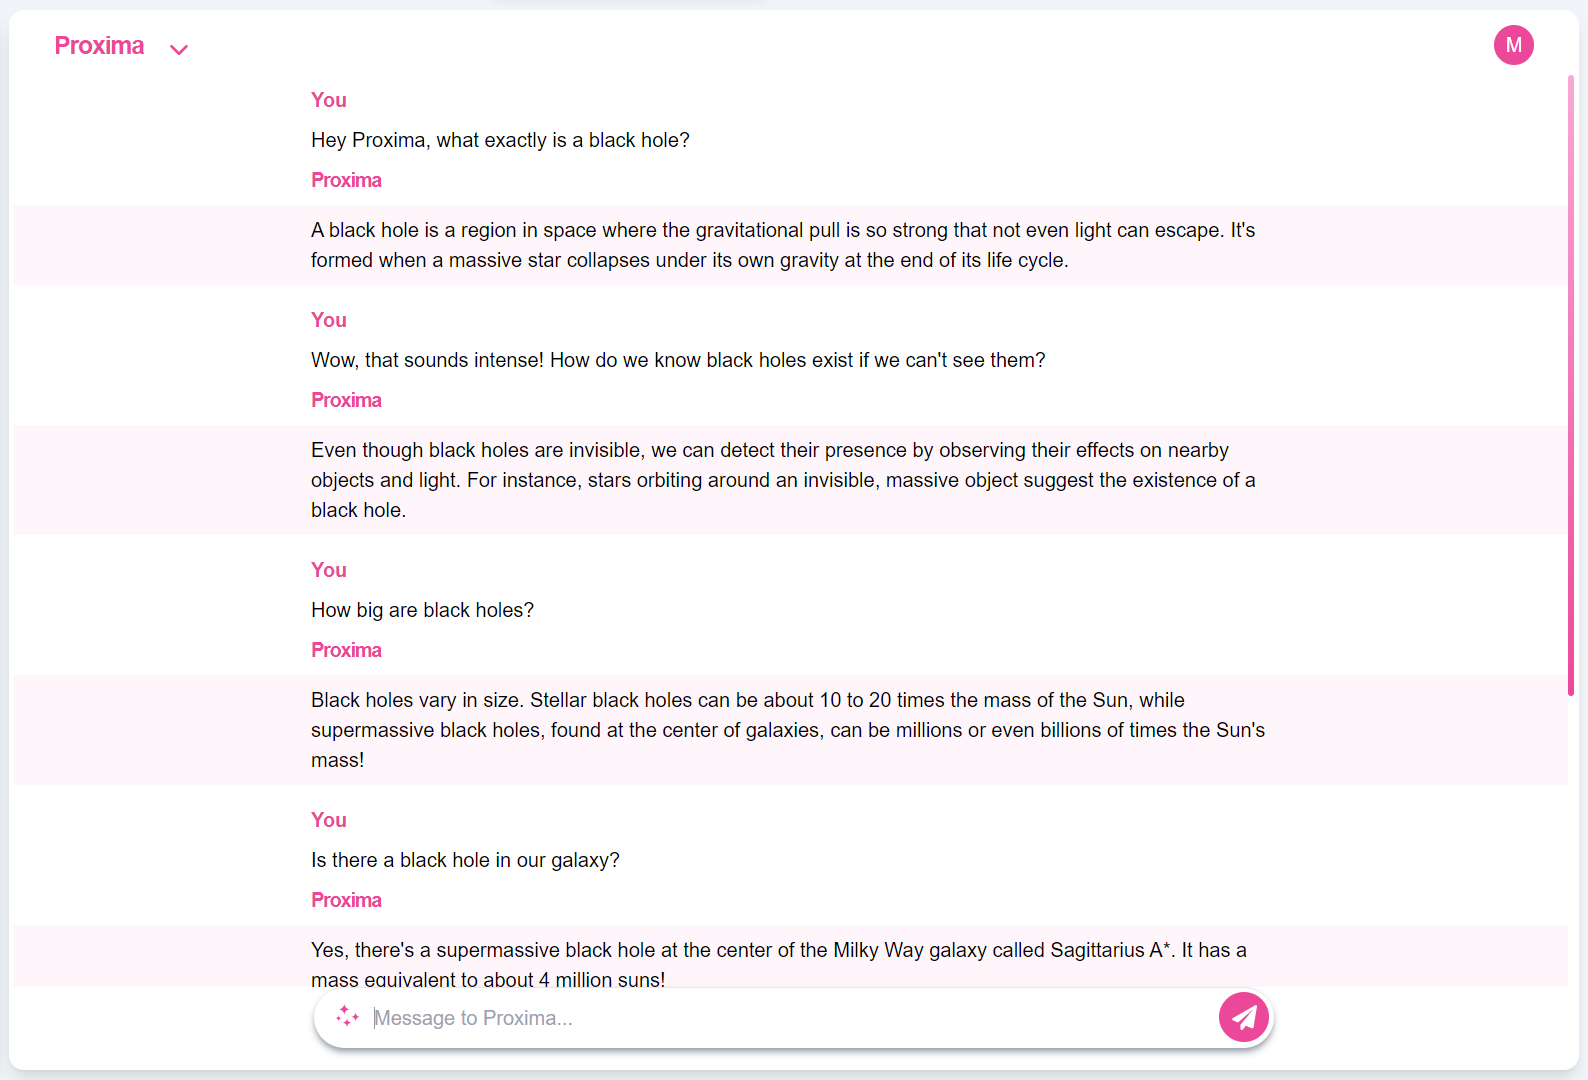 Proxima
M
You
Hey Proxima, what exactly is a black hole?
Proxima
A black hole is a region in space where the gravitational pull is so strong that not even light can escape. It's
formed when a massive star collapses under its own gravity at the end of its life cycle.
You
Wow, that sounds intense! How do we know black holes exist if we can't see them?
Proxima
Even though black holes are invisible, we can detect their presence by observing their effects on nearby
objects and light. For instance, stars orbiting around an invisible, massive object suggest the existence of a
black hole.
You
How big are black holes?
Proxima
Black holes vary in size. Stellar black holes can be about 10 to 20 times the mass of the Sun, while
supermassive black holes, found at the center of galaxies, can be millions or even billions of times the Sun's
mass!
You
Is there a black hole in our galaxy?
Proxima
Yes, there's a supermassive black hole at the center of the Milky Way galaxy called Sagittarius A*. It has a
mass equivalent to about 4 million suns!
Message to Proxima...